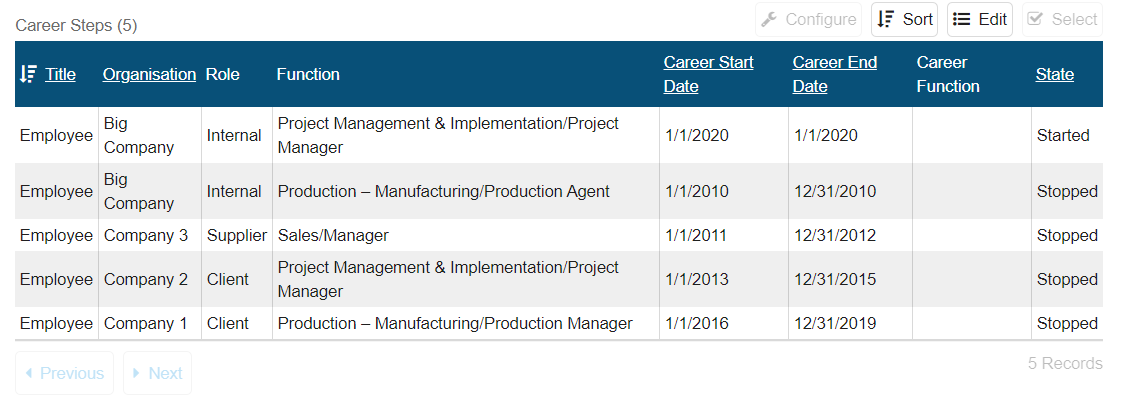 Career Steps (5)
Configure Sort Edit Select
Title Organisation Role Function Career Start Date Career End Date Career Function State
Employee Big Company Internal Project Management & Implementation/Project Manager 1/1/2020 1/1/2020 Started
Employee Big Company Internal Production – Manufacturing/Production Agent 1/1/2010 12/31/2010 Stopped
Employee Company 3 Supplier Sales/Manager 1/1/2011 12/31/2012 Stopped
Employee Company 2 Client Project Management & Implementation/Project Manager 1/1/2013 12/31/2015 Stopped
Employee Company 1 Client Production – Manufacturing/Production Manager 1/1/2016 12/31/2019 Stopped
Previous Next
5 Records